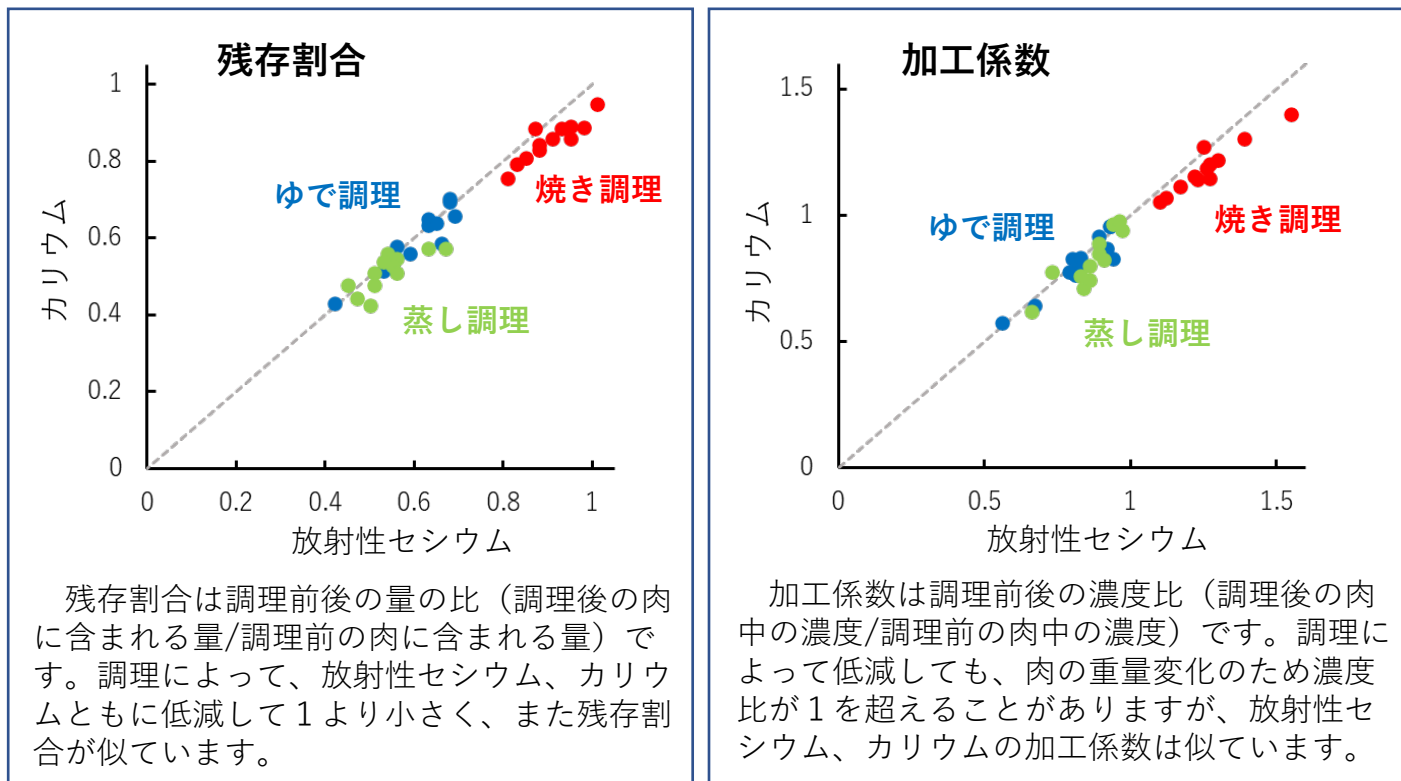 残存割合
1
0.8
0.6
0.4
0.2
0
0
0.2
0.4
0.6
0.8
1
カリウム
ゆで調理
焼き調理
蒸し調理
放射性セシウム
残存割合は調理前後の量の比（調理後の肉
に含まれる量/調理前の肉に含まれる量）で
す。調理によって、放射性セシウム、カリウ
ムともに低減して１より小さく、また残存割
合が似ています。
加工係数
1.5
1
0.5
0
0
0.5
1
1.5
カリウム
ゆで調理
焼き調理
蒸し調理
放射性セシウム
加工係数は調理前後の濃度比（調理後の肉
中の濃度/調理前の肉中の濃度）です。調理に
よって低減しても、肉の重量変化のため濃度
比が１を超えることがありますが、放射性セ
シウム、カリウムの加工係数は似ています。